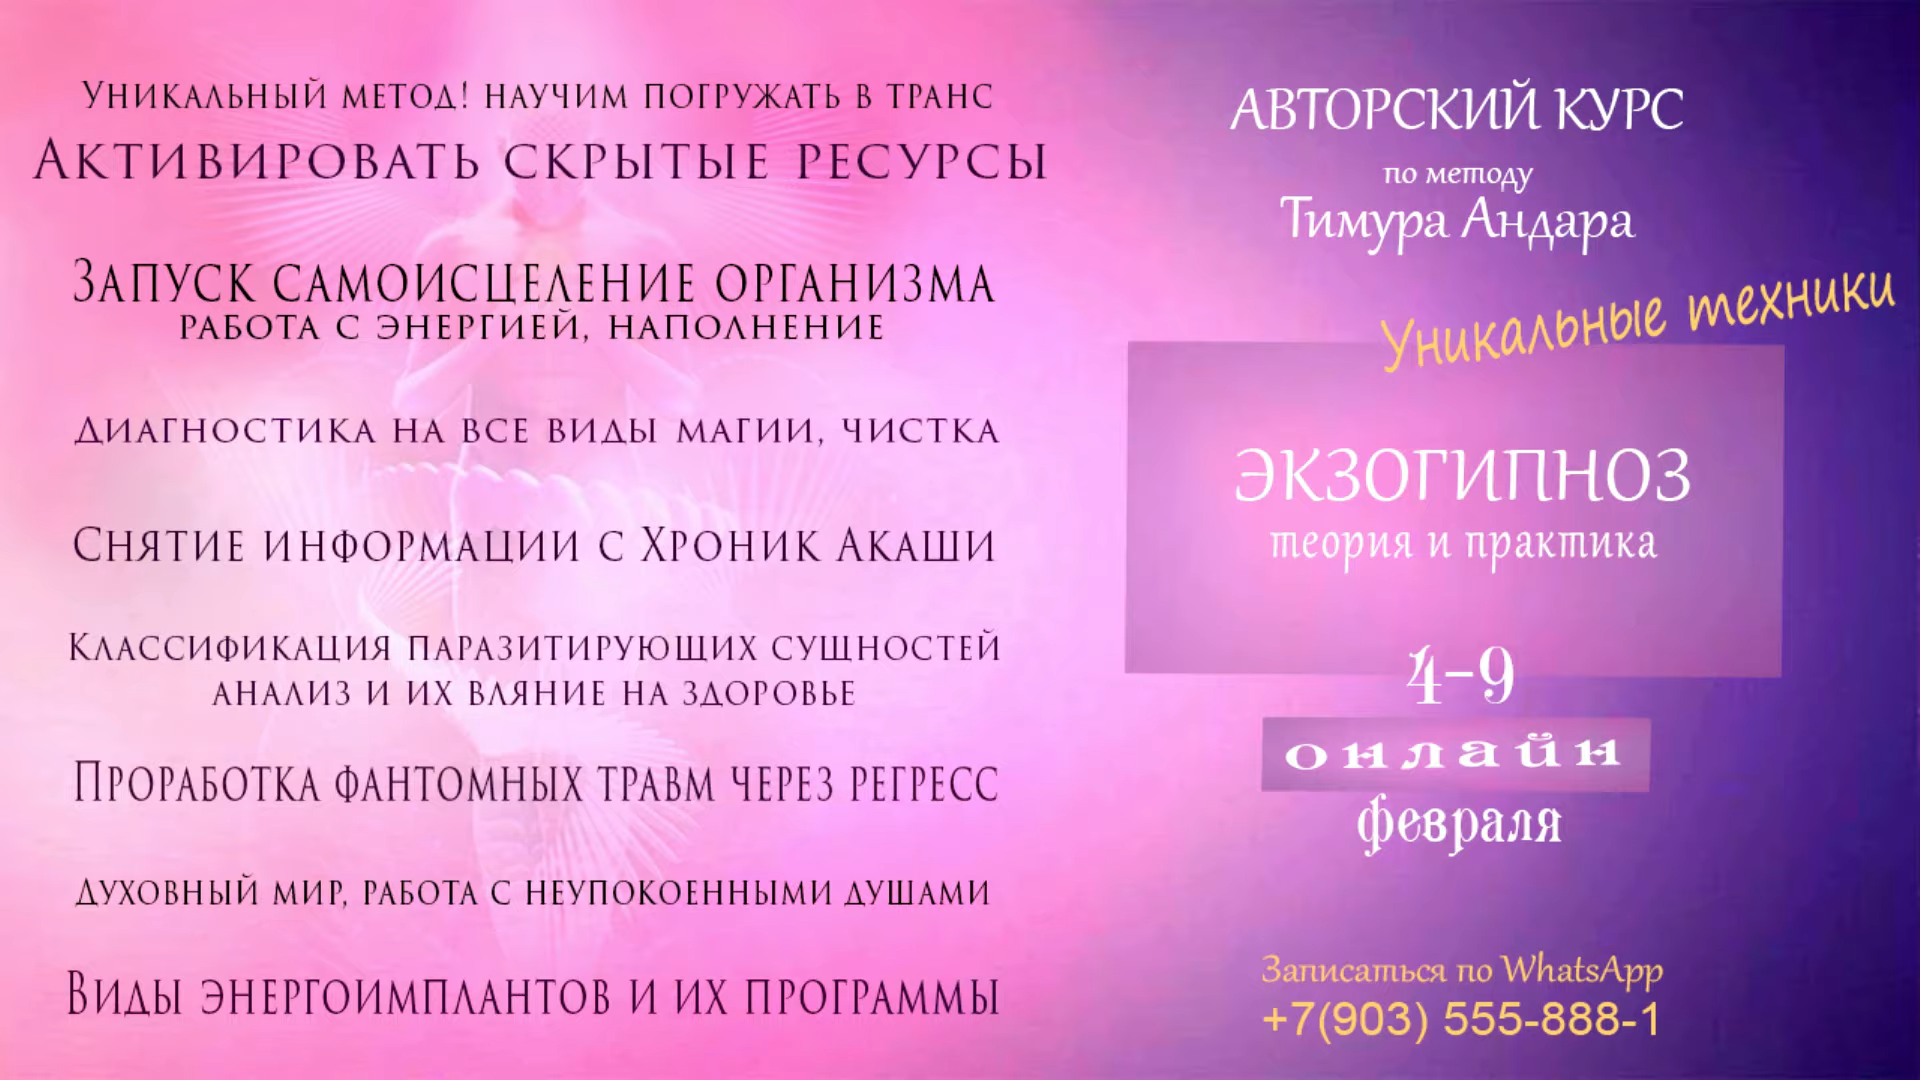 Уникальный метод! научим погружать в транс
Активировать скрытые ресурсы
Запуск самоисцеление организма
работа с энергией, наполнение
Диагностика на все виды магии, чистка
Снятие информации с Хроник Акаши
Классификация паразитирующих сущностей
анализ и их вляние на здоровье
Проработка фантомных травм через регресс
Духовный мир, работа с неупокоенными душами
Виды энергоимплантов и их программы
АВТОРСКИЙ КУРС
по методу
Тимура Андара
Уникальные техники
ЭКЗОГИПНОЗ
теория и практика
4-9
онлайн
февраля
Записаться по WhatsApp
+7(903) 555-888-1